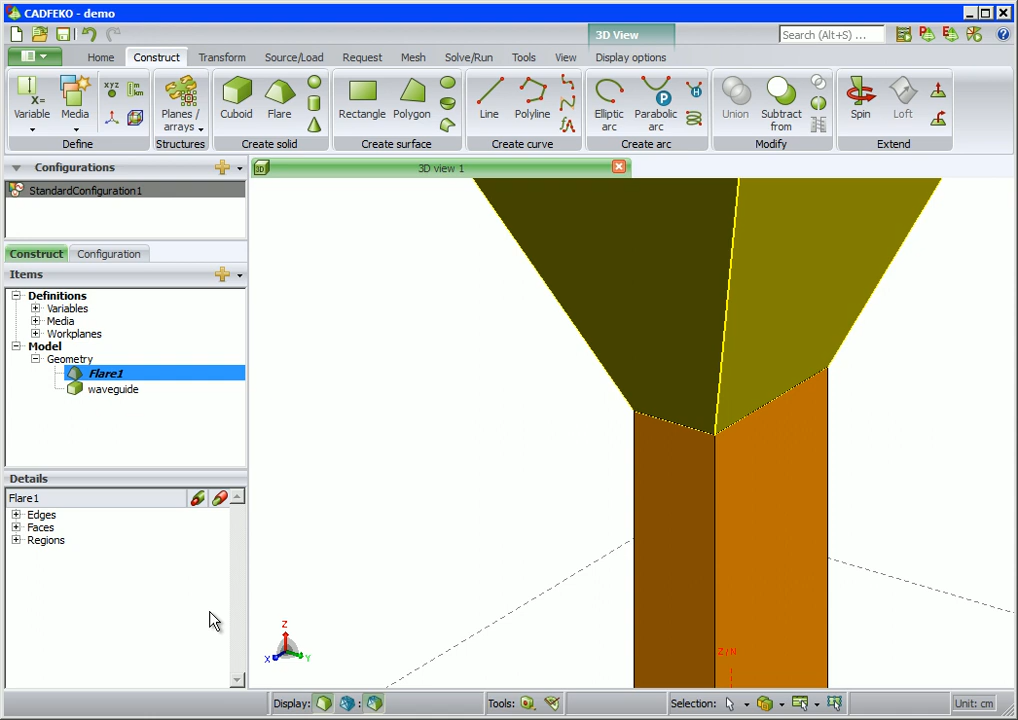 CADFEKO - demo
3D View
Search (Alt+S) ...
Home Construct Transform Source/Load Request Mesh Solve/Run Tools View Display options
X=
xyz
km
P
H
Variable Media Planes / arrays Cuboid Flare Rectangle Polygon Line Polyline Elliptic arc Parabolic arc Union Subtract from Spin Loft
Define Structures Create solid Create surface Create curve Create arc Modify Extend
Configurations
3D 3D view 1
StandardConfiguration1
Construct Configuration
Items
Definitions
Variables
Media
Workplanes
Model
Geometry
Flare1
waveguide
Details
Flare1
Edges
Faces
Regions
Z
X
Y
Z/N
Display: Tools: Selection: Unit: cm